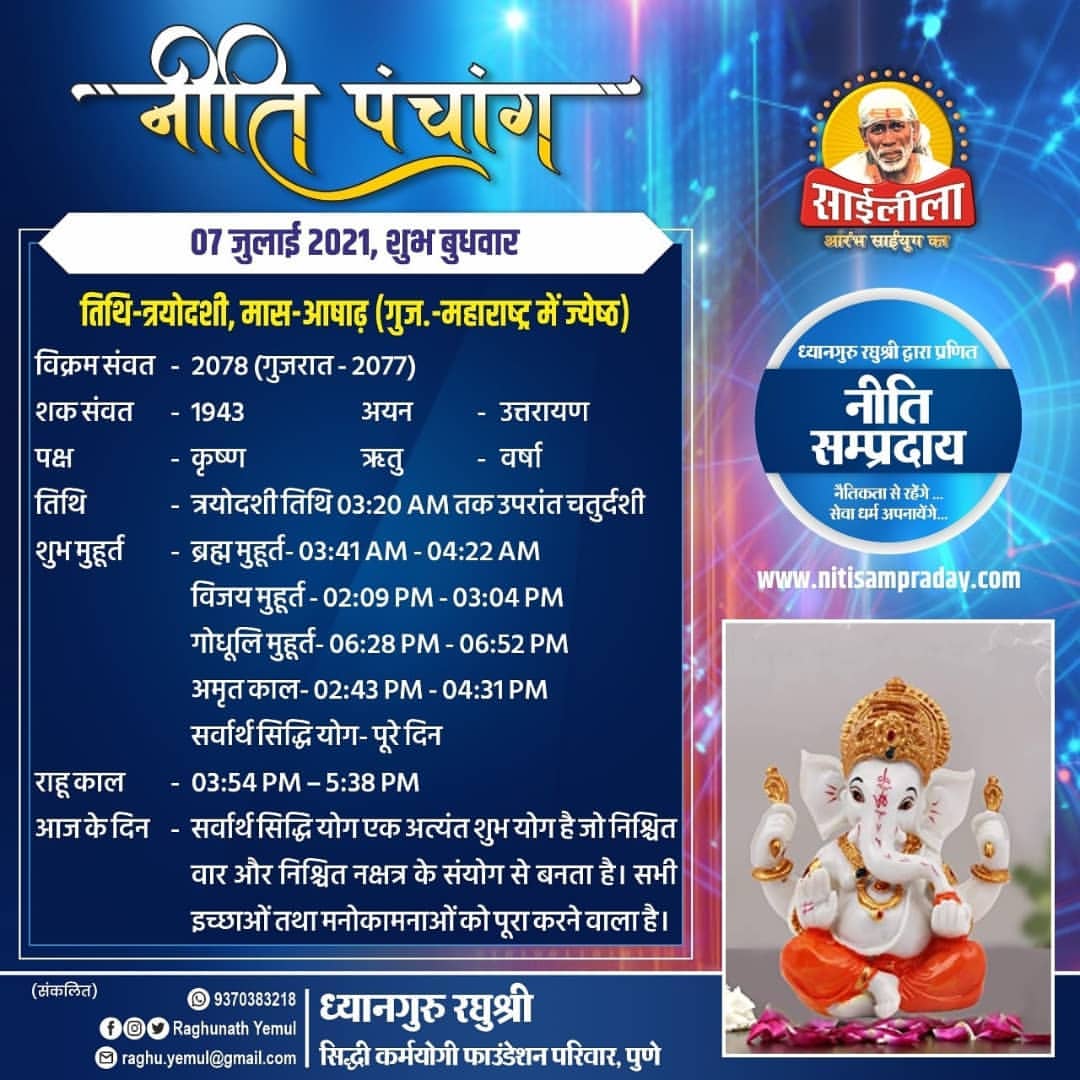 नीति पंचांग
साईलीला
आरंभ साईयुग का
07 जुलाई 2021, शुभ बुधवार
तिथि-त्रयोदशी, मास-आषाढ़ (गुज.-महाराष्ट्र में ज्येष्ठ)
विक्रम संवत - 2078 (गुजरात - 2077)
शक संवत - 1943 अयन - उत्तरायण
पक्ष - कृष्ण ऋतु - वर्षा
तिथि - त्रयोदशी तिथि 03:20 AM तक उपरांत चतुर्दशी
शुभ मुहूर्त - ब्रह्म मुहूर्त- 03:41 AM - 04:22 AM
विजय मुहूर्त - 02:09 PM - 03:04 PM
गोधूलि मुहूर्त- 06:28 PM - 06:52 PM
अमृत काल- 02:43 PM - 04:31 PM
सर्वार्थ सिद्धि योग- पूरे दिन
राहू काल - 03:54 PM – 5:38 PM
आज के दिन - सर्वार्थ सिद्धि योग एक अत्यंत शुभ योग है जो निश्चित
वार और निश्चित नक्षत्र के संयोग से बनता है। सभी
इच्छाओं तथा मनोकामनाओं को पूरा करने वाला है।
ध्यानगुरु रघुश्री द्वारा प्रणित
नीति
सम्प्रदाय
नैतिकता से रहेंगे ...
सेवा धर्म अपनायेंगे...
www.nitisampraday.com
(संकलित)
9370383218
Raghunath Yemul
raghu.yemul@gmail.com
ध्यानगुरु रघुश्री
सिद्धी कर्मयोगी फाउंडेशन परिवार, पुणे